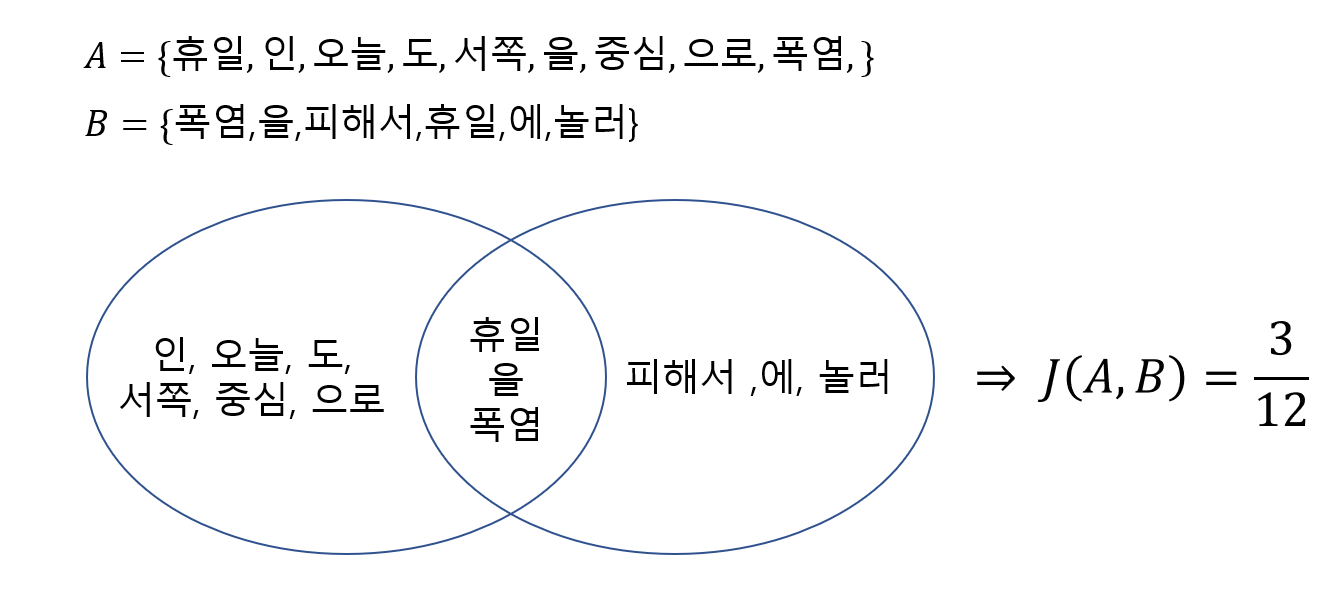 A = {휴일, 인, 오늘, 도, 서쪽, 을, 중심, 으로, 폭염, }
B = {폭염,을,피해서,휴일,에,놀러}
인, 오늘, 도,
서쪽, 중심, 으로
휴일
을
폭염
피해서 ,에, 놀러
⇒ J(A, B) = 3/12